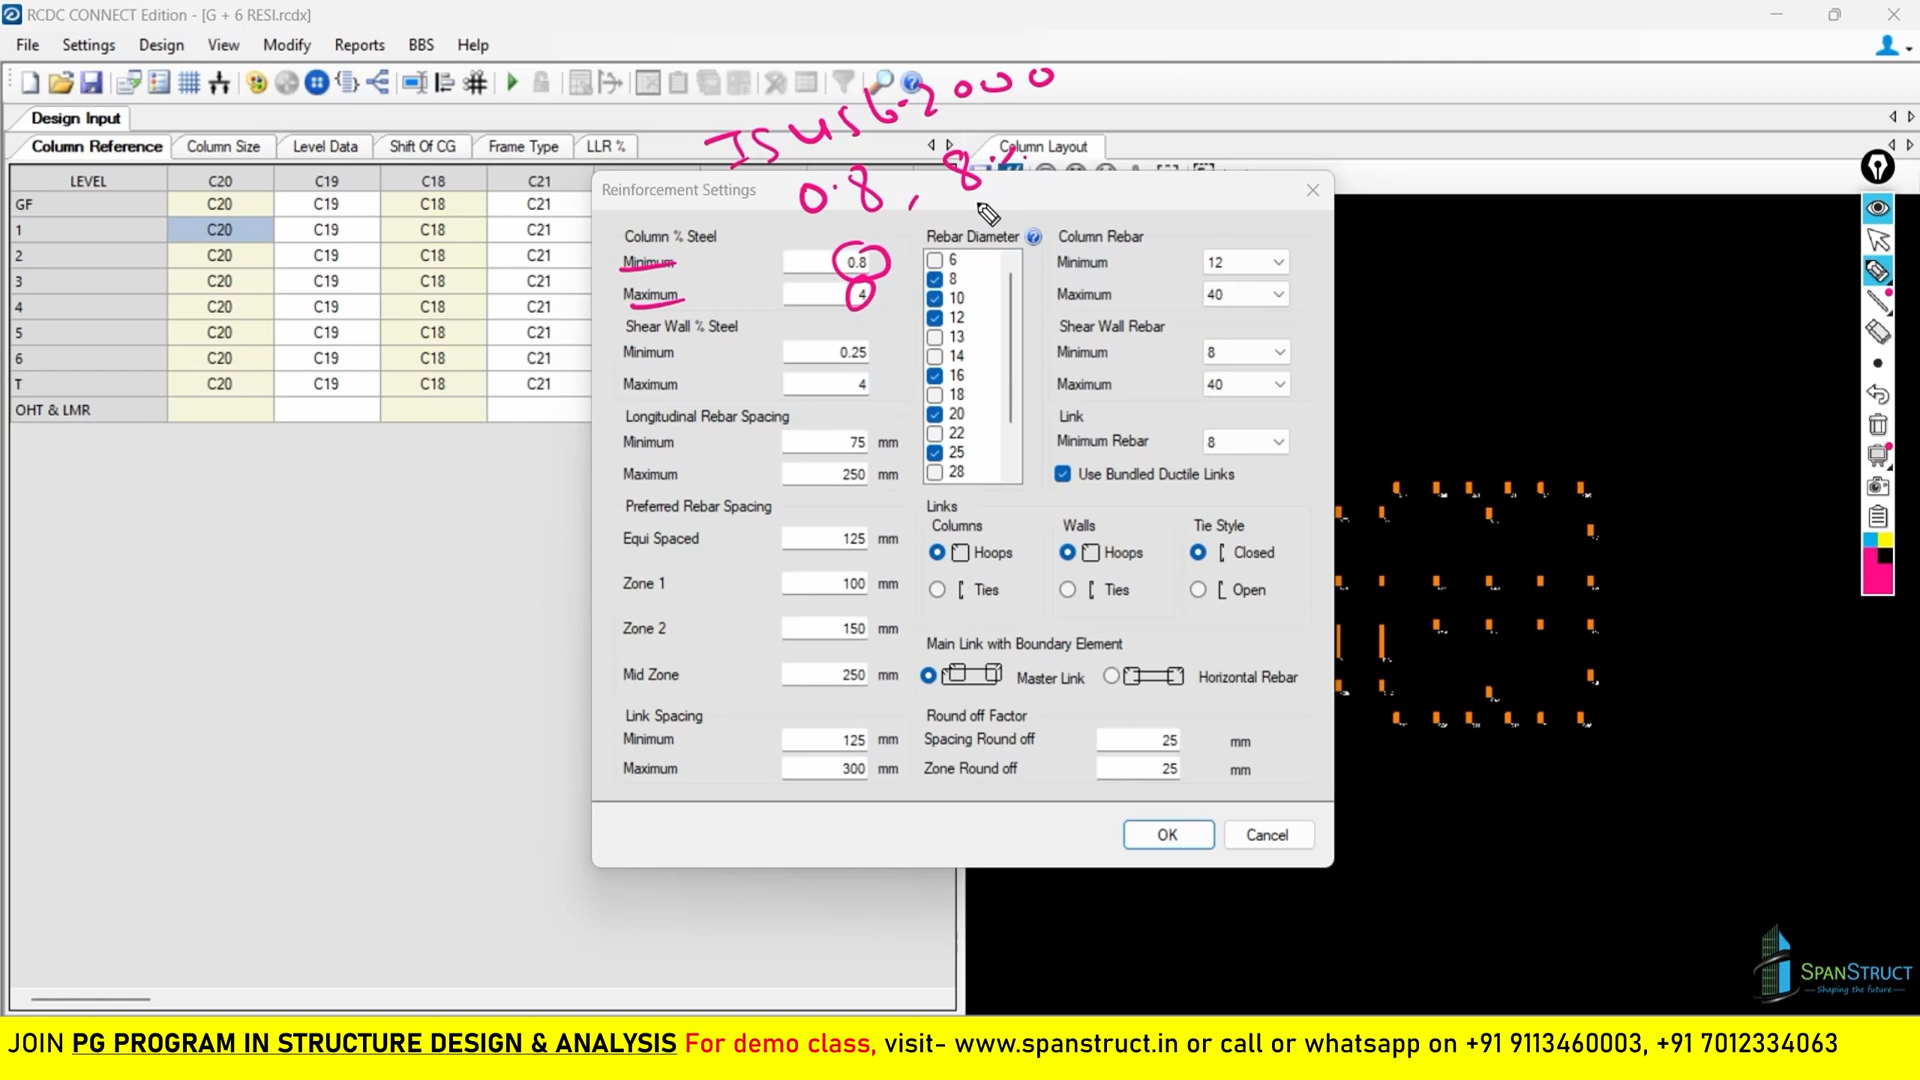 RCDC CONNECT Edition - [G + 6 RESI.rcdx]
File Settings Design View Modify Reports BBS Help
IS 456-2000
Design Input
Column Reference Column Size Level Data Shift Of CG Frame Type LLR % Column Layout
0.8, 8%
LEVEL C20 C19 C18 C21
GF C20 C19 C18 C21
1 C20 C19 C18 C21
2 C20 C19 C18 C21
3 C20 C19 C18 C21
4 C20 C19 C18 C21
5 C20 C19 C18 C21
6 C20 C19 C18 C21
T C20 C19 C18 C21
OHT & LMR
Reinforcement Settings
Column % Steel
Minimum 0.8
Maximum 4
Shear Wall % Steel
Minimum 0.25
Maximum 4
Longitudinal Rebar Spacing
Minimum 75 mm
Maximum 250 mm
Preferred Rebar Spacing
Equi Spaced 125 mm
Zone 1 100 mm
Zone 2 150 mm
Mid Zone 250 mm
Link Spacing
Minimum 125 mm
Maximum 300 mm
Rebar Diameter
6
8
10
12
13
14
16
18
20
22
25
28
Column Rebar
Minimum 12
Maximum 40
Shear Wall Rebar
Minimum 8
Maximum 40
Link
Minimum Rebar 8
Use Bundled Ductile Links
Links
Columns Walls Tie Style
Hoops Hoops Closed
Ties Ties Open
Main Link with Boundary Element
Master Link Horizontal Rebar
Round off Factor
Spacing Round off 25 mm
Zone Round off 25 mm
OK Cancel
SPANSTRUCT
Shaping the future
JOIN PG PROGRAM IN STRUCTURE DESIGN & ANALYSIS For demo class, visit- www.spanstruct.in or call or whatsapp on +91 9113460003, +91 7012334063